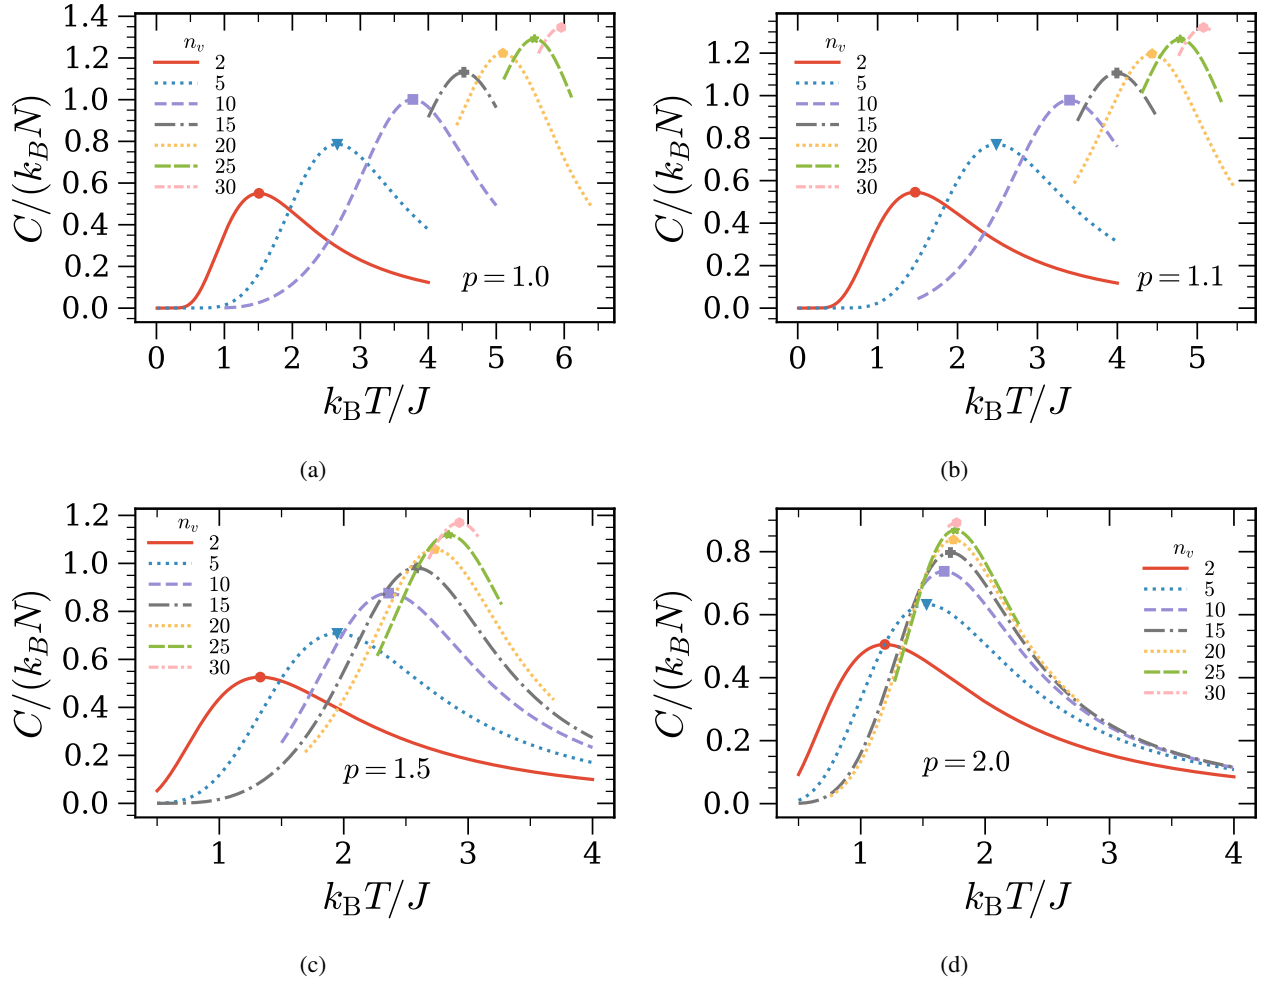 C/(k_B N)
1.4
1.2
1.0
0.8
0.6
0.4
0.2
0.0
n_v
2
5
10
15
20
25
30
p = 1.0
0 1 2 3 4 5 6
k_B T/J
(a)
C/(k_B N)
1.2
1.0
0.8
0.6
0.4
0.2
0.0
n_v
2
5
10
15
20
25
30
p = 1.1
0 1 2 3 4 5
k_B T/J
(b)
C/(k_B N)
1.2
1.0
0.8
0.6
0.4
0.2
0.0
n_v
2
5
10
15
20
25
30
p = 1.5
1 2 3 4
k_B T/J
(c)
C/(k_B N)
0.8
0.6
0.4
0.2
0.0
n_v
2
5
10
15
20
25
30
p = 2.0
1 2 3 4
k_B T/J
(d)